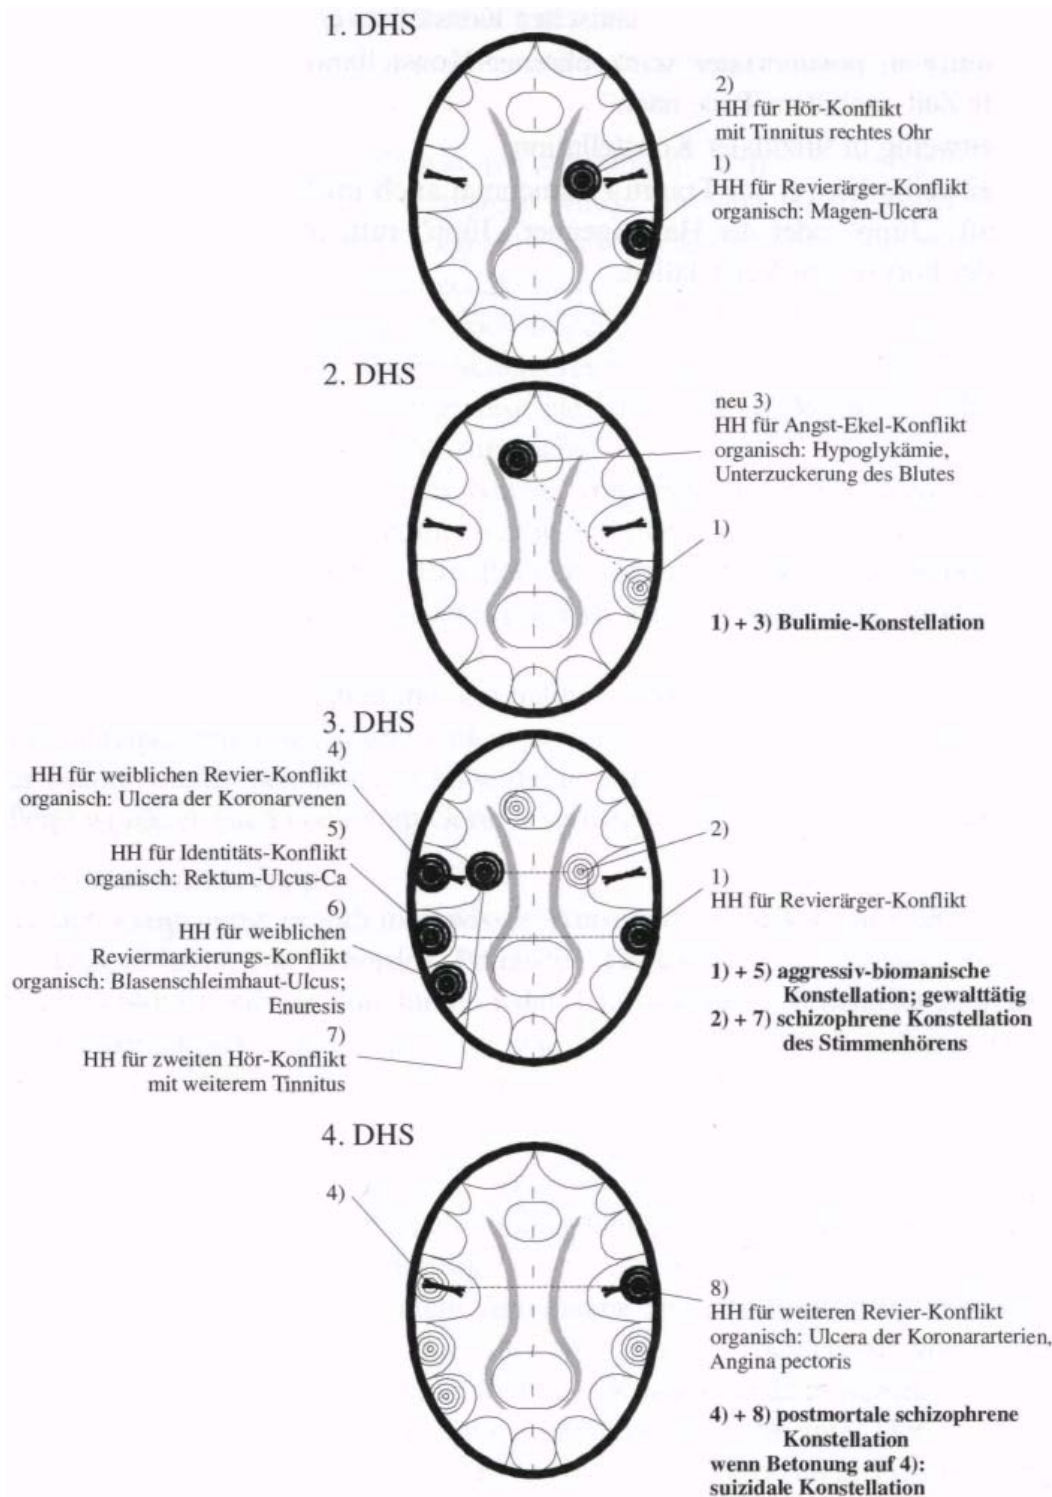 1. DHS
2)
HH für Hör-Konflikt
mit Tinnitus rechtes Ohr
1)
HH für Revierärger-Konflikt
organisch: Magen-Ulcera
2. DHS
neu 3)
HH für Angst-Ekel-Konflikt
organisch: Hypoglykämie,
Unterzuckerung des Blutes
1)
1) + 3) Bulimie-Konstellation
3. DHS
4)
HH für weiblichen Revier-Konflikt
organisch: Ulcera der Koronarvenen
5)
HH für Identitäts-Konflikt
organisch: Rektum-Ulcus-Ca
6)
HH für weiblichen
Reviermarkierungs-Konflikt
organisch: Blasenschleimhaut-Ulcus;
Enuresis
7)
HH für zweiten Hör-Konflikt
mit weiterem Tinnitus
2)
1)
HH für Revierärger-Konflikt
1) + 5) aggressiv-biomanische
Konstellation; gewalttätig
2) + 7) schizophrene Konstellation
des Stimmenhörens
4. DHS
4)
8)
HH für weiteren Revier-Konflikt
organisch: Ulcera der Koronararterien,
Angina pectoris
4) + 8) postmortale schizophrene
Konstellation
wenn Betonung auf 4):
suizidale Konstellation